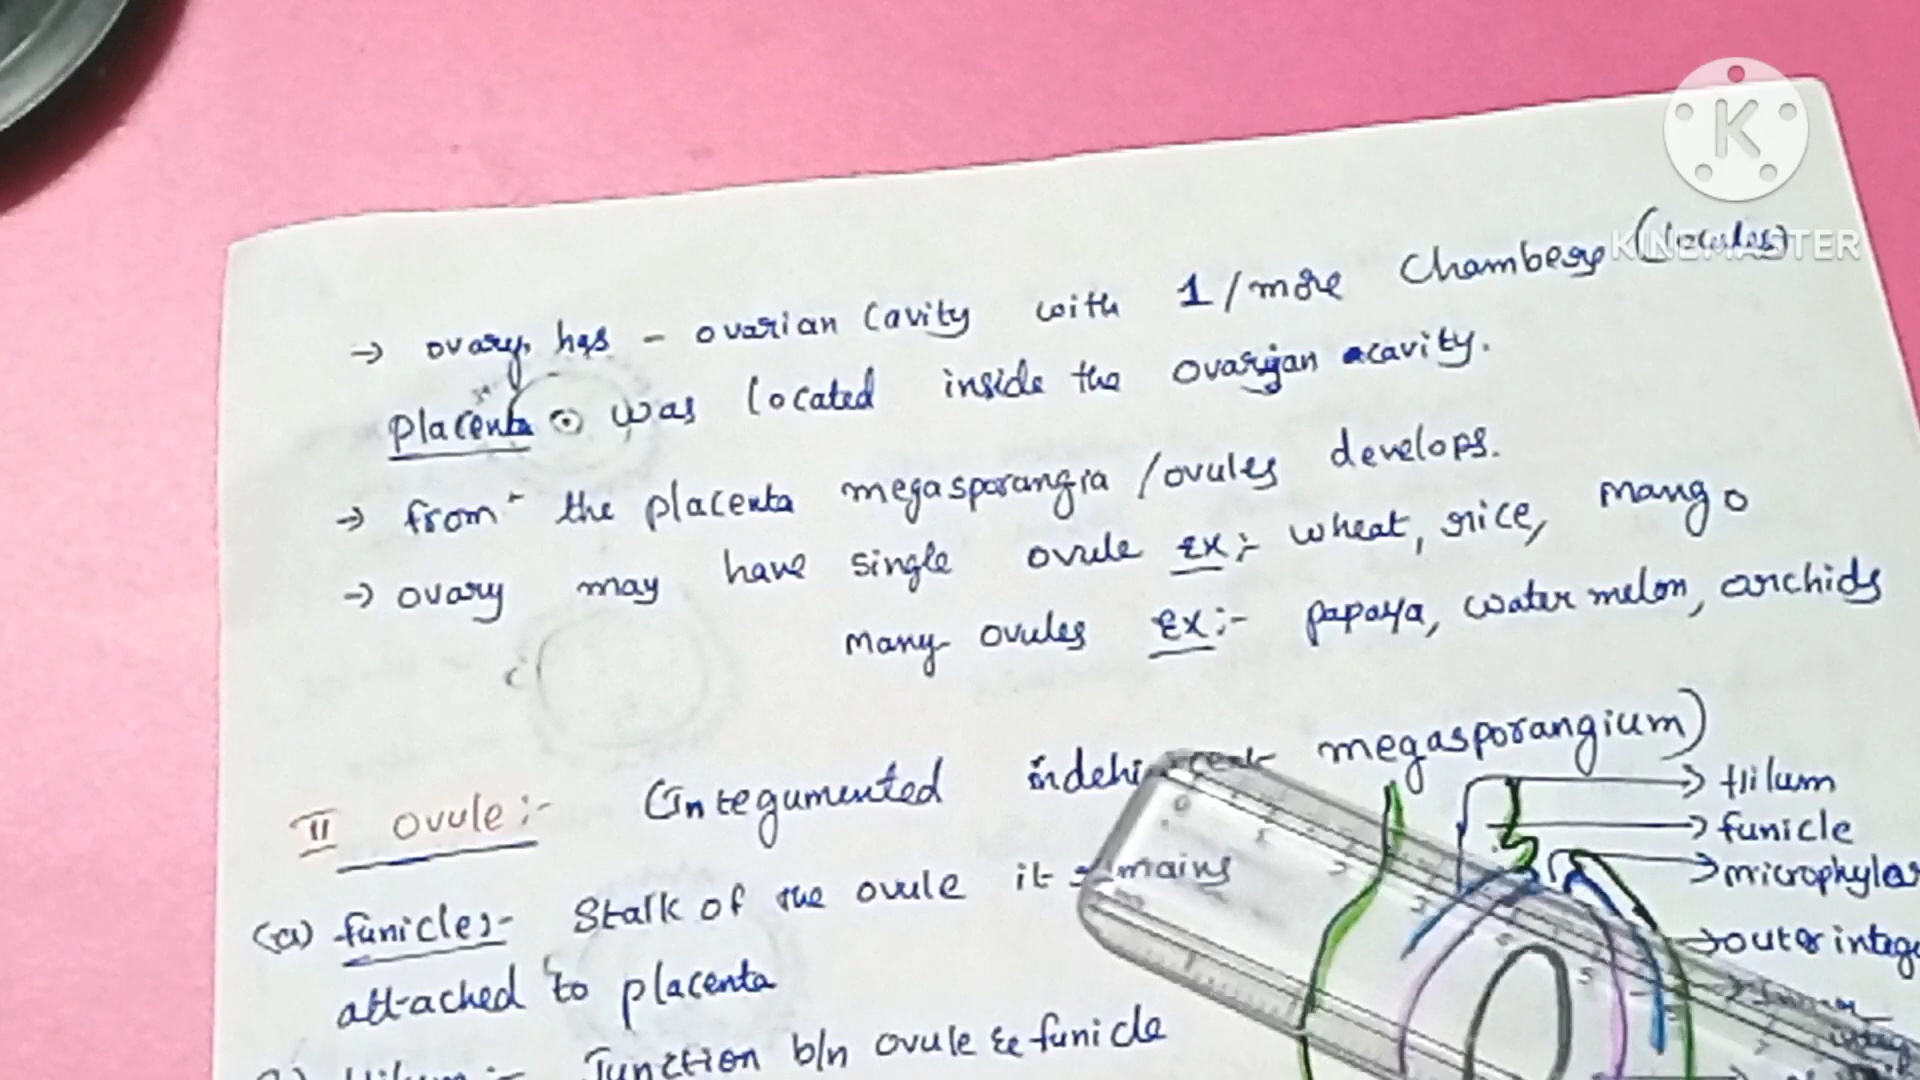 K
KINEMASTER
→ ovary has - ovarian cavity with 1/more chambers (locules)
placenta was located inside the ovarian cavity.
→ from the placenta megasporangia /ovules develops.
→ ovary may have single ovule Ex:- wheat, rice, mango
many ovules Ex:- papaya, water melon, orchids
II ovule:- (Integumented indehi megasporangium)
→ Hilum
→ funicle
→ microphylar
→ outer integ
(a) funicle:- Stalk of the ovule it remains
attached to placenta
Hilum:- Junction b/n ovule & funicle